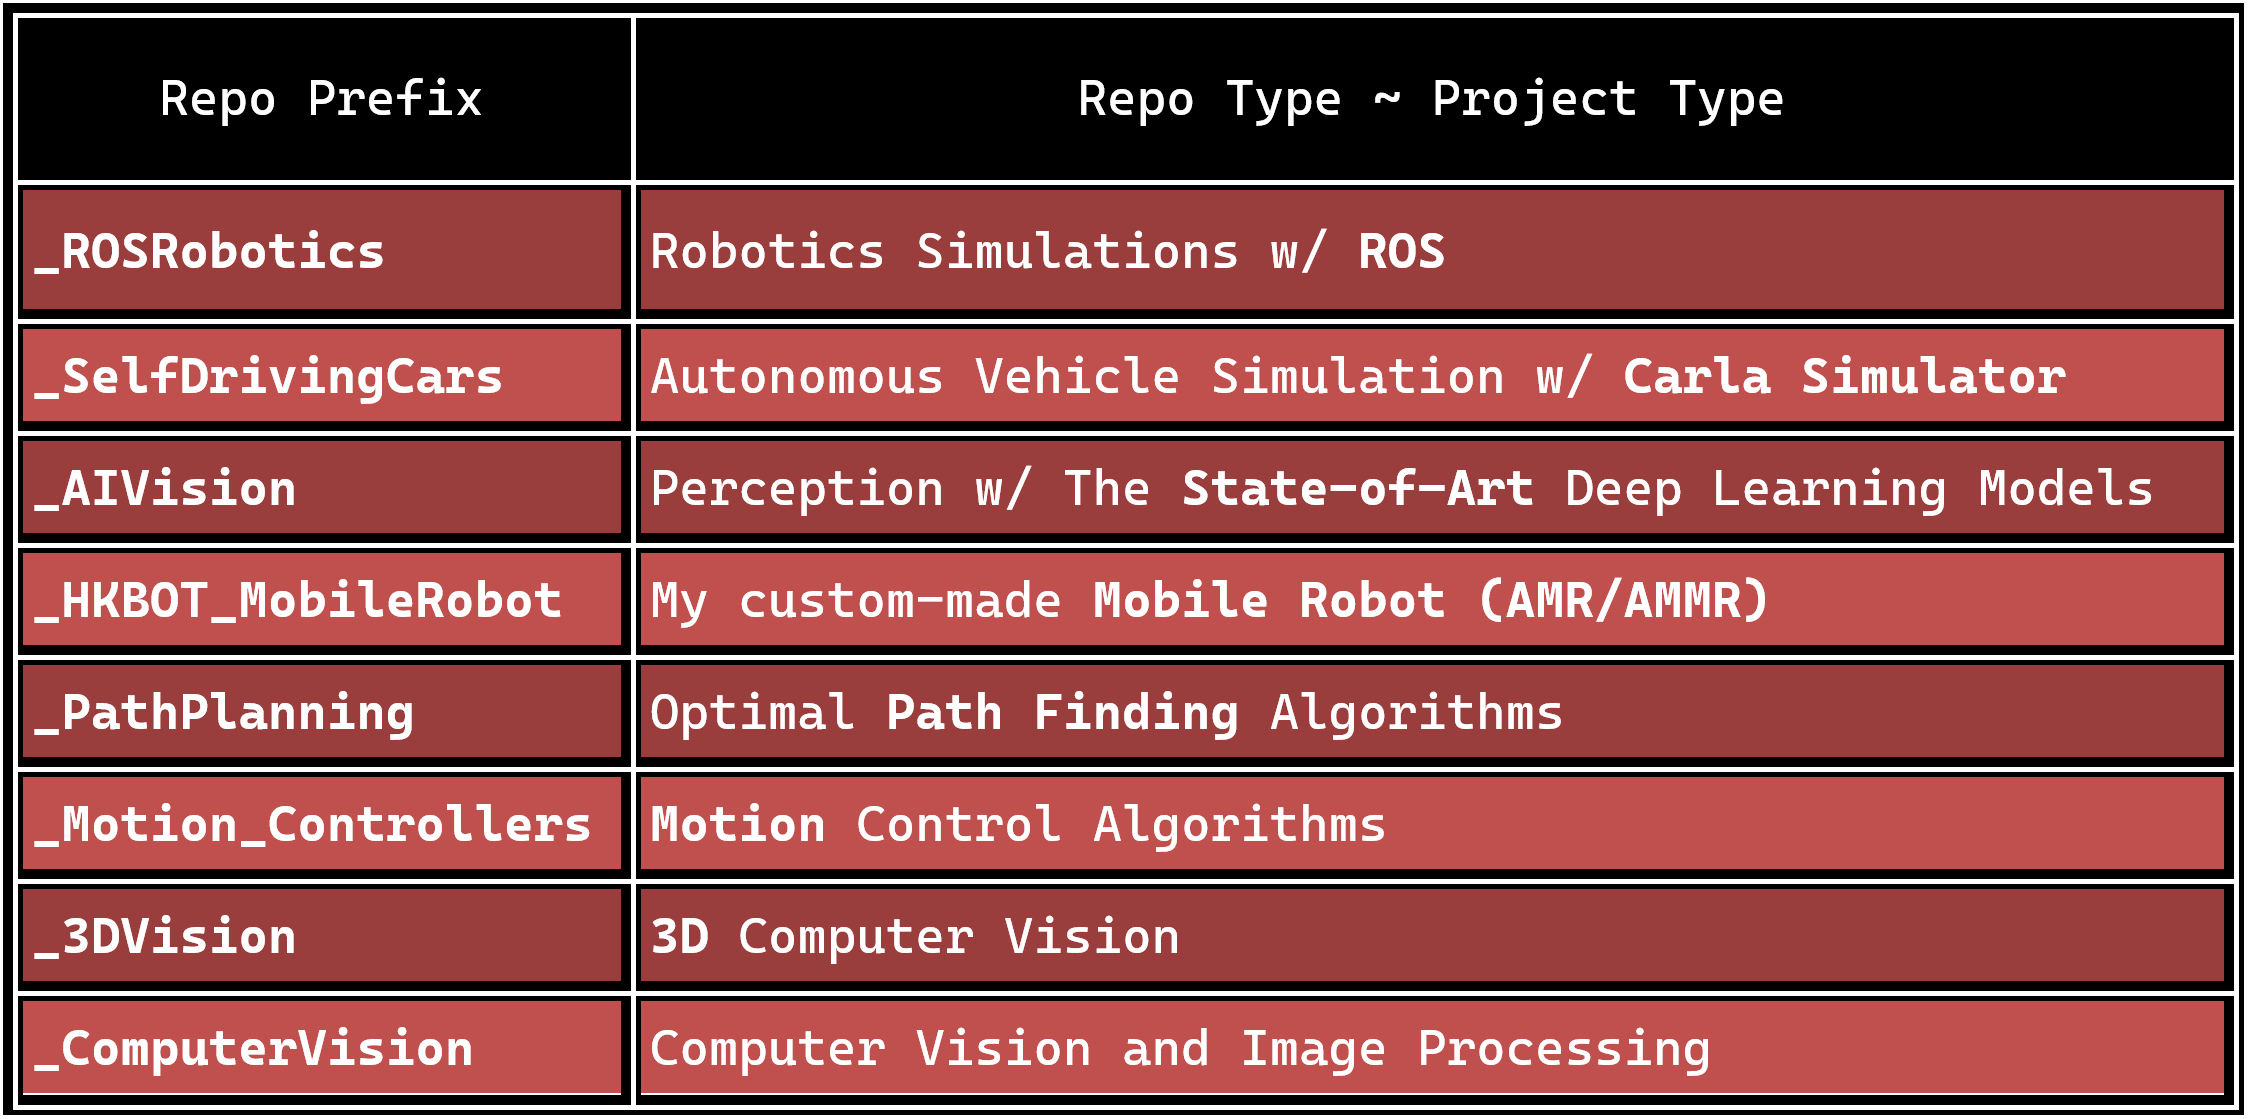 Repo Prefix
Repo Type ~ Project Type
_ROSRobotics
Robotics Simulations w/ ROS
_SelfDrivingCars
Autonomous Vehicle Simulation w/ Carla Simulator
_AIVision
Perception w/ The State-of-Art Deep Learning Models
_HKBOT_MobileRobot
My custom-made Mobile Robot (AMR/AMMR)
_PathPlanning
Optimal Path Finding Algorithms
_Motion_Controllers
Motion Control Algorithms
_3DVision
3D Computer Vision
_ComputerVision
Computer Vision and Image Processing